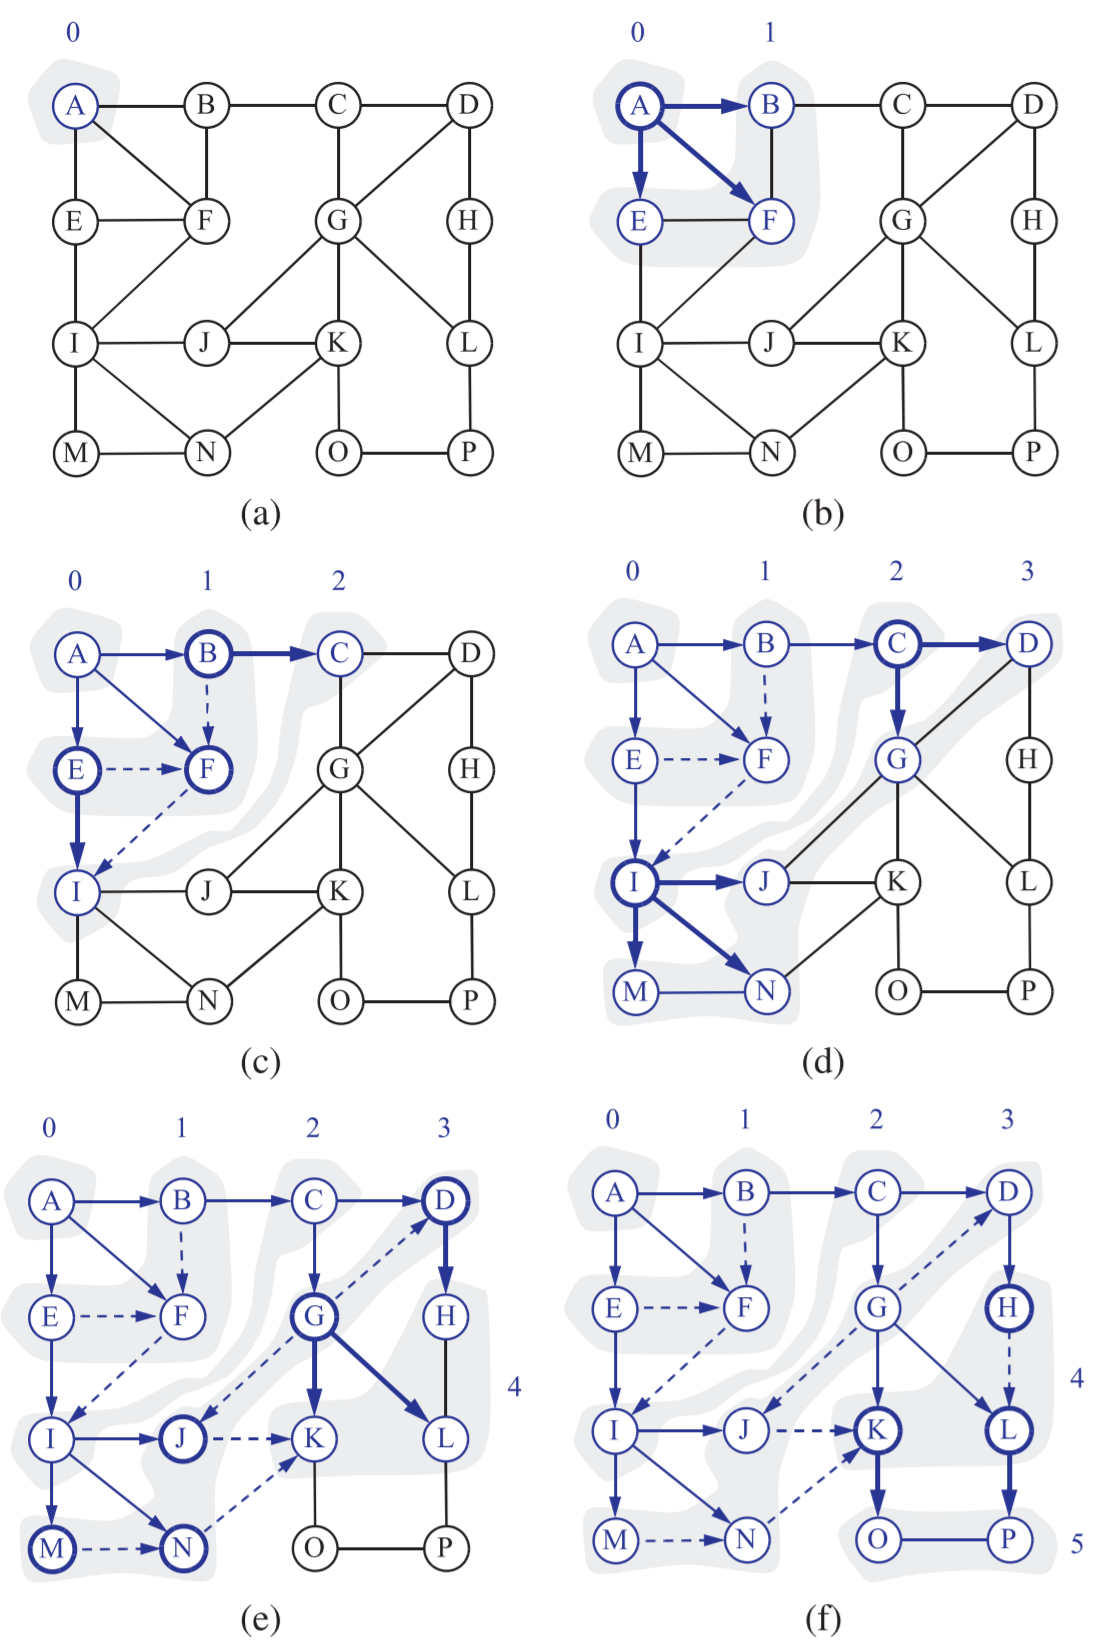 0 0 1
A B C D A B C D
E F G H E F G H
I J K L I J K L
M N O P M N O P
(a) (b)
0 1 2 0 1 2 3
A B C D A B C D
E F G H E F G H
I J K L I J K L
M N O P M N O P
(c) (d)
0 1 2 3 0 1 2 3
A B C D A B C D
E F G H E F G H
4 4
I J K L I J K L
M N O P M N O P 5
(e) (f)